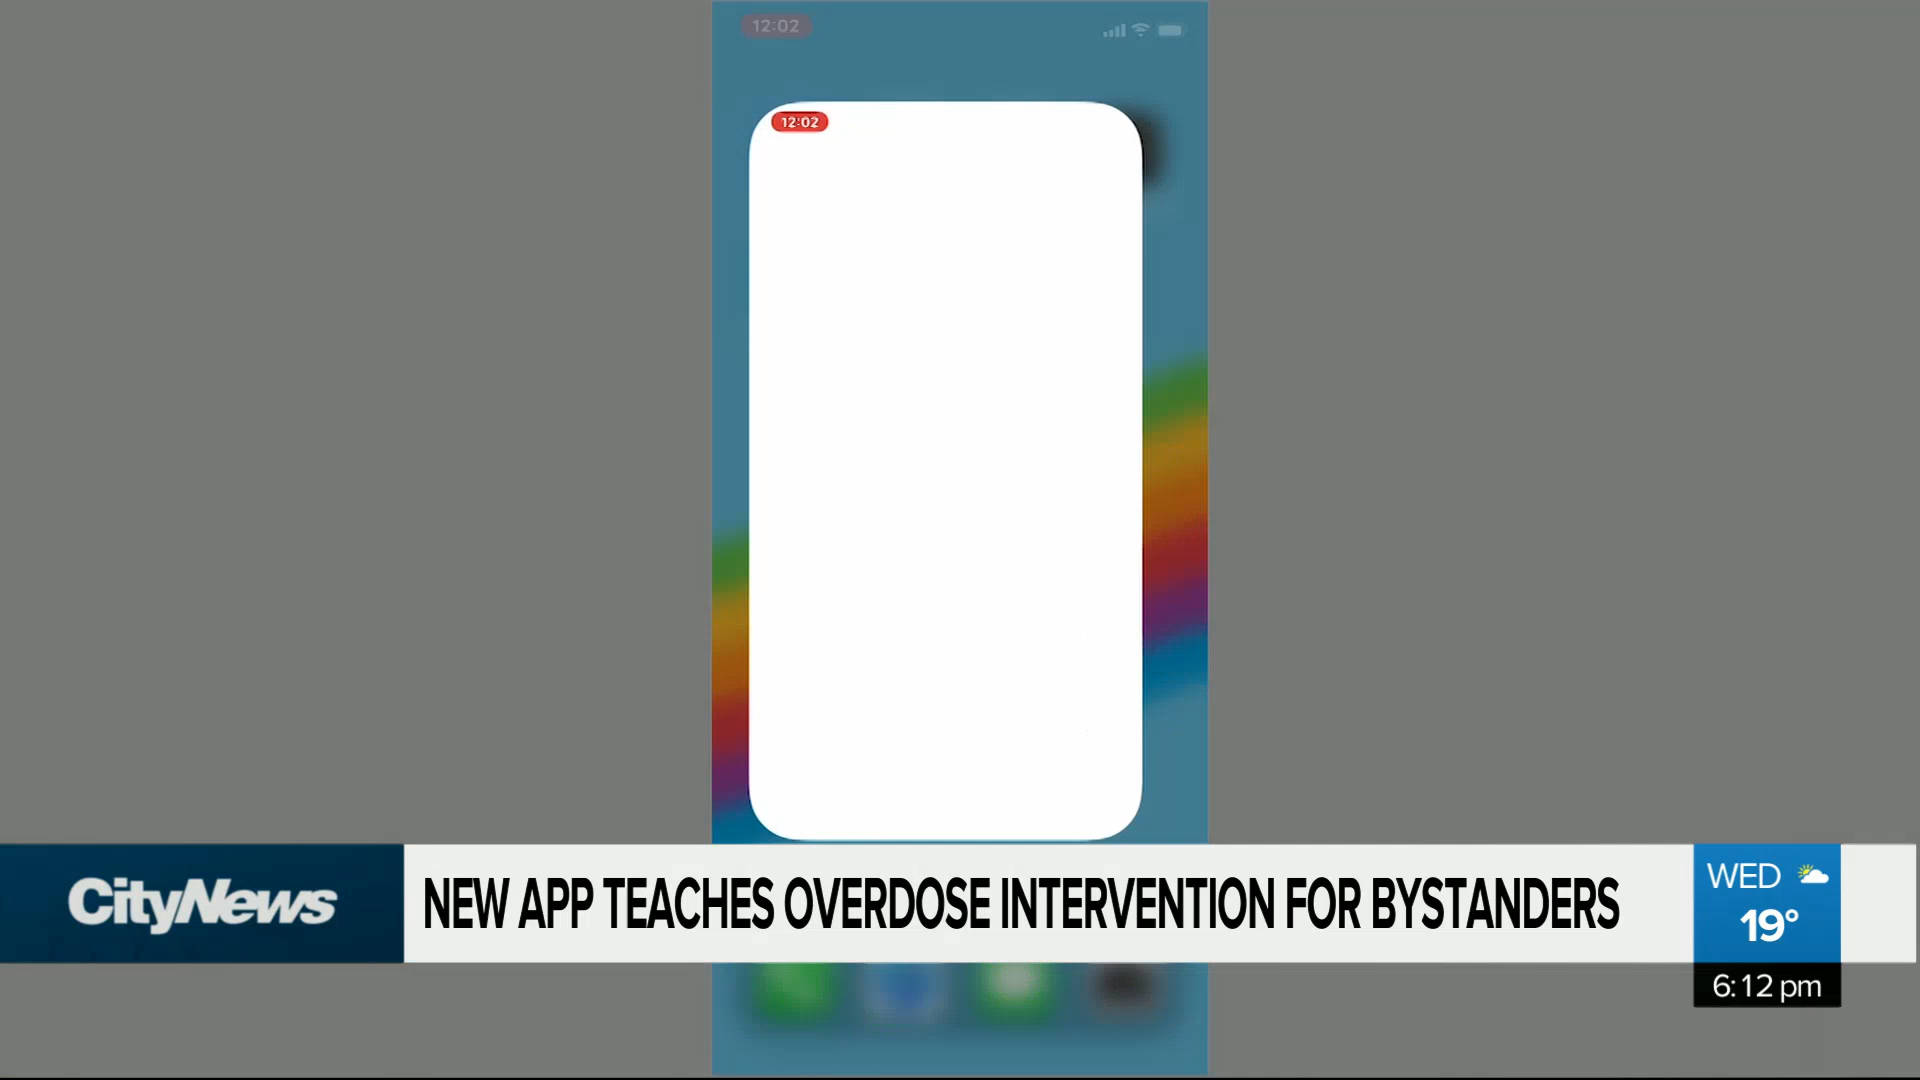 12:02
12:02
CityNews
NEW APP TEACHES OVERDOSE INTERVENTION FOR BYSTANDERS
WED
19°
6:12 pm